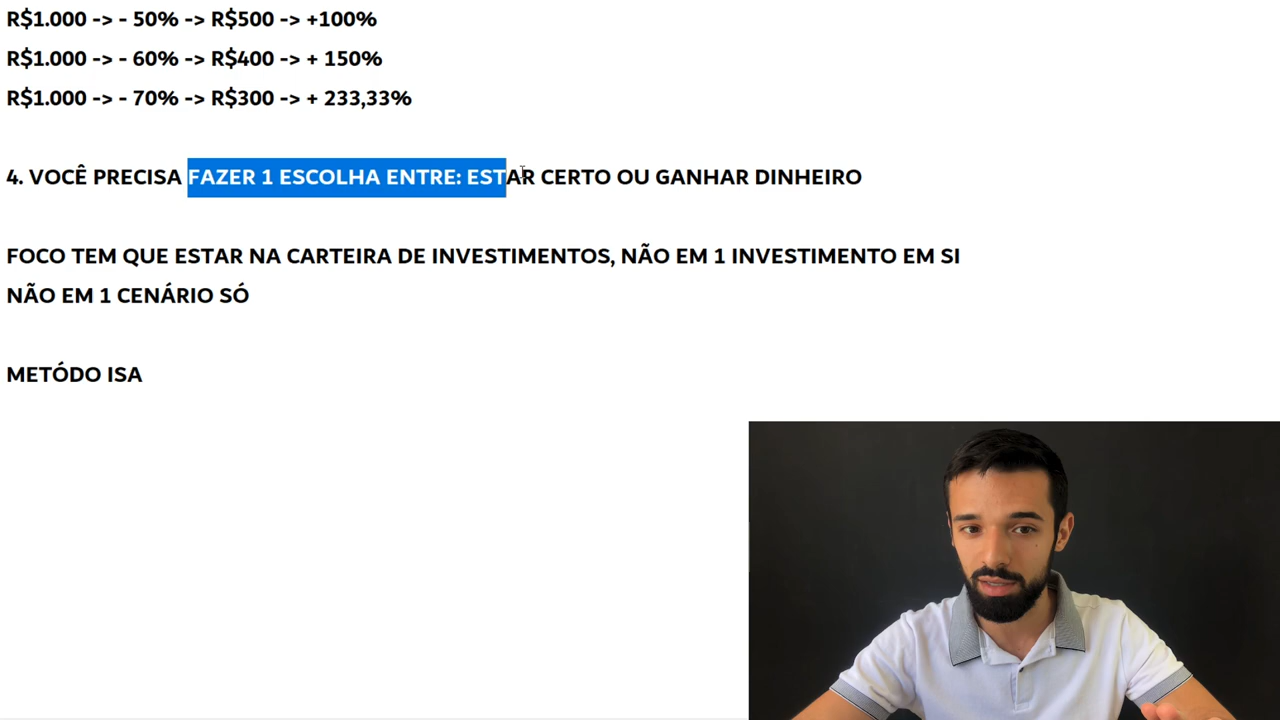 R$1.000 -> - 50% -> R$500 -> +100%
R$1.000 -> - 60% -> R$400 -> + 150%
R$1.000 -> - 70% -> R$300 -> + 233,33%
4. VOCÊ PRECISA FAZER 1 ESCOLHA ENTRE: ESTAR CERTO OU GANHAR DINHEIRO
FOCO TEM QUE ESTAR NA CARTEIRA DE INVESTIMENTOS, NÃO EM 1 INVESTIMENTO EM SI
NÃO EM 1 CENÁRIO SÓ
METÓDO ISA